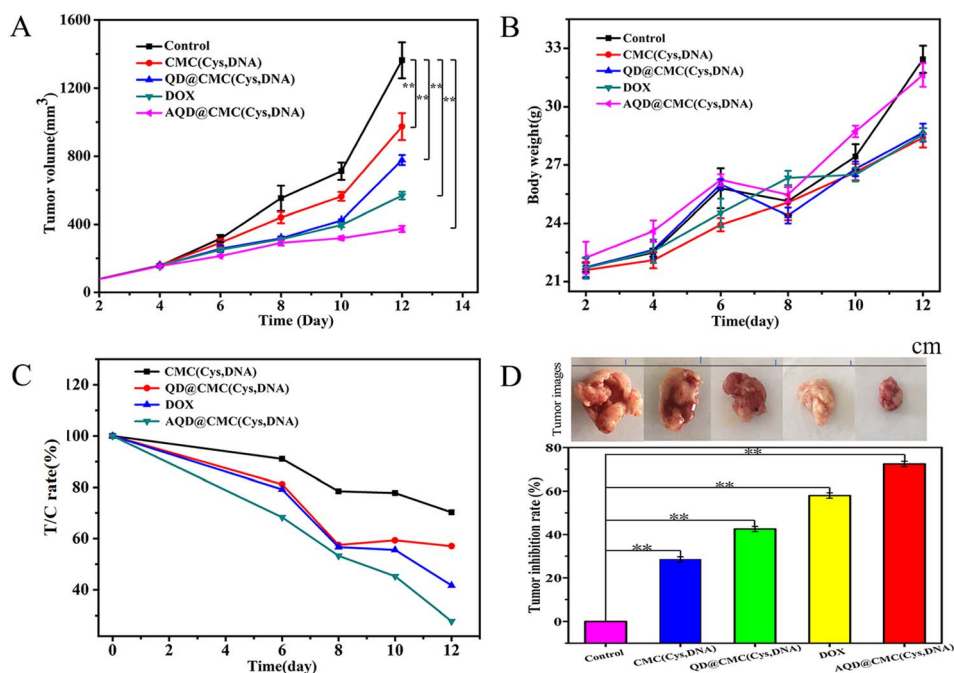 A
Tumor volume(mm³)
1600
1200
800
400
0
Control
CMC(Cys,DNA)
QD@CMC(Cys,DNA)
DOX
AQD@CMC(Cys,DNA)
**
**
**
**
2 4 6 8 10 12 14
Time (Day)
B
Body weight(g)
33
30
27
24
21
Control
CMC(Cys,DNA)
QD@CMC(Cys,DNA)
DOX
AQD@CMC(Cys,DNA)
2 4 6 8 10 12
Time(day)
C
T/C rate(%)
120
100
80
60
40
CMC(Cys,DNA)
QD@CMC(Cys,DNA)
DOX
AQD@CMC(Cys,DNA)
0 2 4 6 8 10 12
Time(day)
cm
D
Tumor images
Tumor inhibition rate (%)
80
60
40
20
0
**
**
**
**
Control CMC(Cys,DNA) QD@CMC(Cys,DNA) DOX AQD@CMC(Cys,DNA)